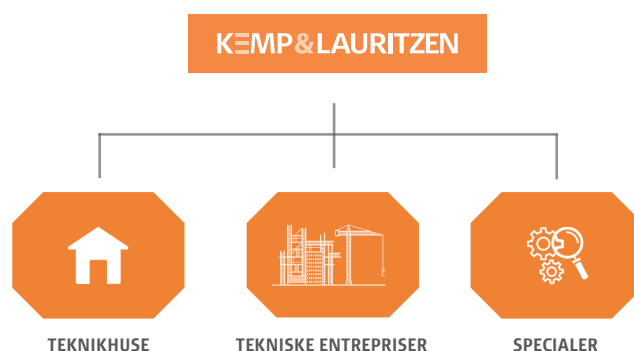 KEMP&LAURITZEN
TEKNIKHUSE
TEKNISKE ENTREPRISER
SPECIALER